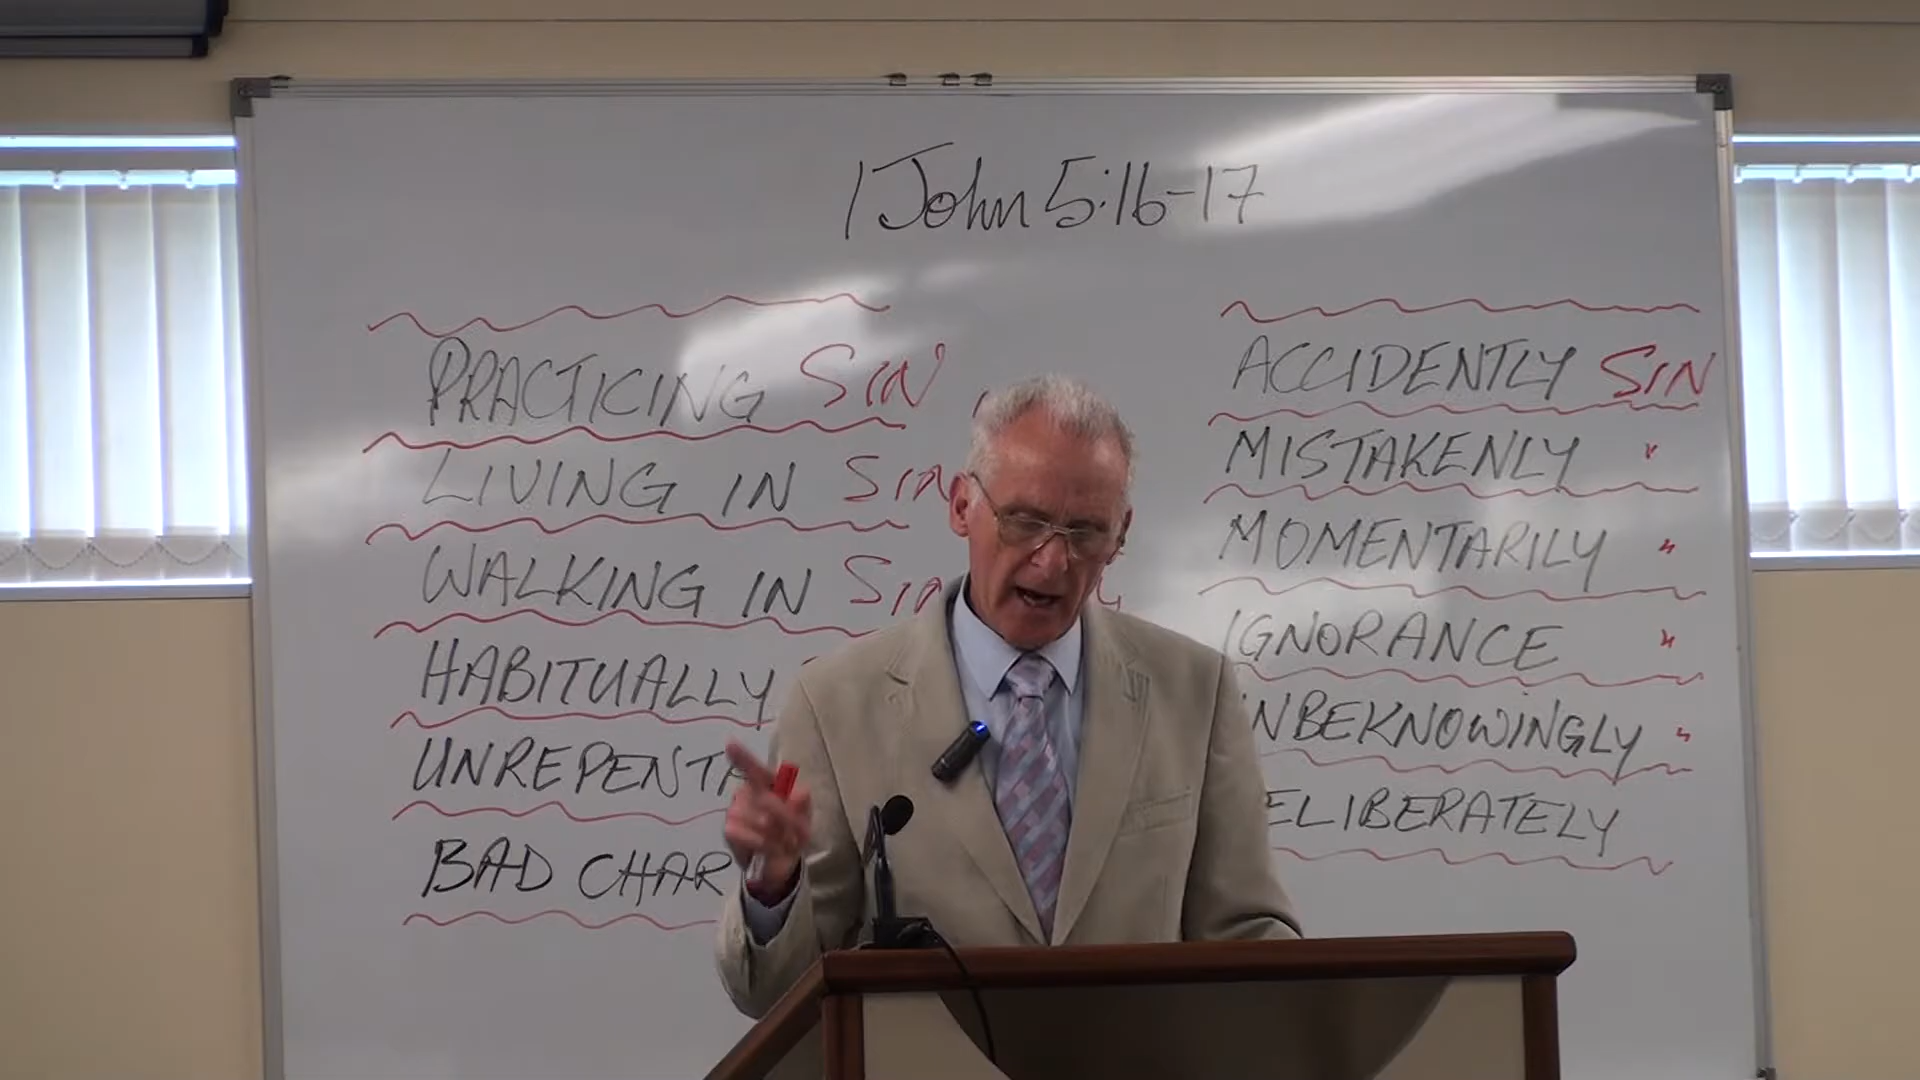 1 John 5:16-17
PRACTICING SIN
LIVING IN SIN
WALKING IN SIN
HABITUALLY
UNREPENTA
BAD CHAR
ACCIDENTLY SIN
MISTAKENLY "
MOMENTARILY "
IGNORANCE "
NBEKNOWINGLY "
ELIBERATELY